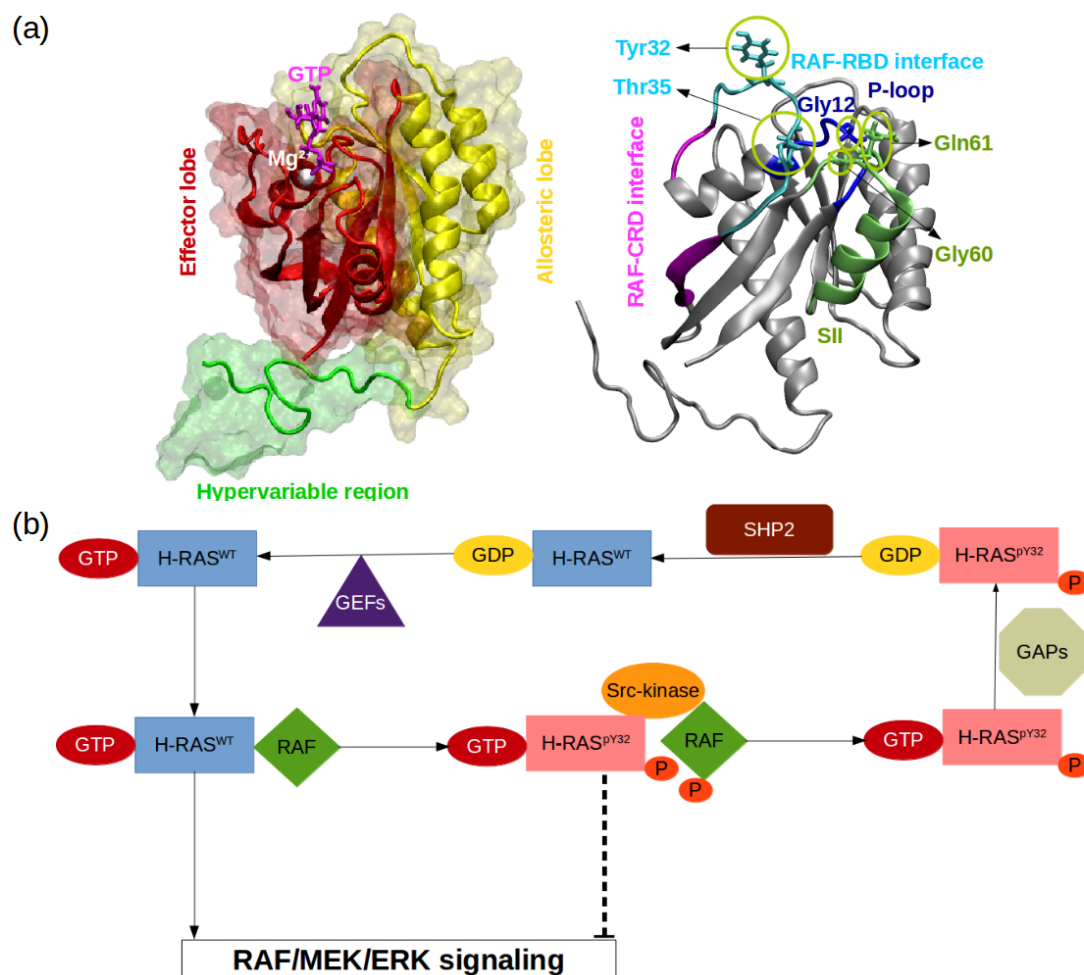 (a)
GTP
Mg²⁺
Effector lobe
Allosteric lobe
Hypervariable region
Tyr32
RAF-RBD interface
Thr35
Gly12
P-loop
Gln61
RAF-CRD interface
Gly60
SII
(b)
GTP
H-RASᵂᵀ
GEFs
GDP
H-RASᵂᵀ
SHP2
GDP
H-RASᵖʸ³²
P
GAPs
GTP
H-RASᵂᵀ
RAF
GTP
H-RASᵖʸ³²
Src-kinase
RAF
P
P
GTP
H-RASᵖʸ³²
P
RAF/MEK/ERK signaling